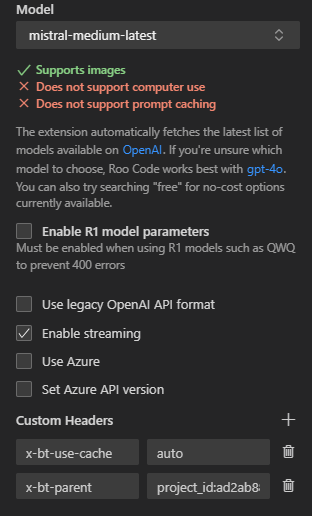 Model
mistral-medium-latest
Supports images
Does not support computer use
Does not support prompt caching
The extension automatically fetches the latest list of
models available on OpenAI. If you're unsure which
model to choose, Roo Code works best with gpt-4o.
You can also try searching "free" for no-cost options
currently available.
Enable R1 model parameters
Must be enabled when using R1 models such as QWQ
to prevent 400 errors
Use legacy OpenAI API format
Enable streaming
Use Azure
Set Azure API version
Custom Headers
x-bt-use-cache auto
x-bt-parent project_id:ad2ab8